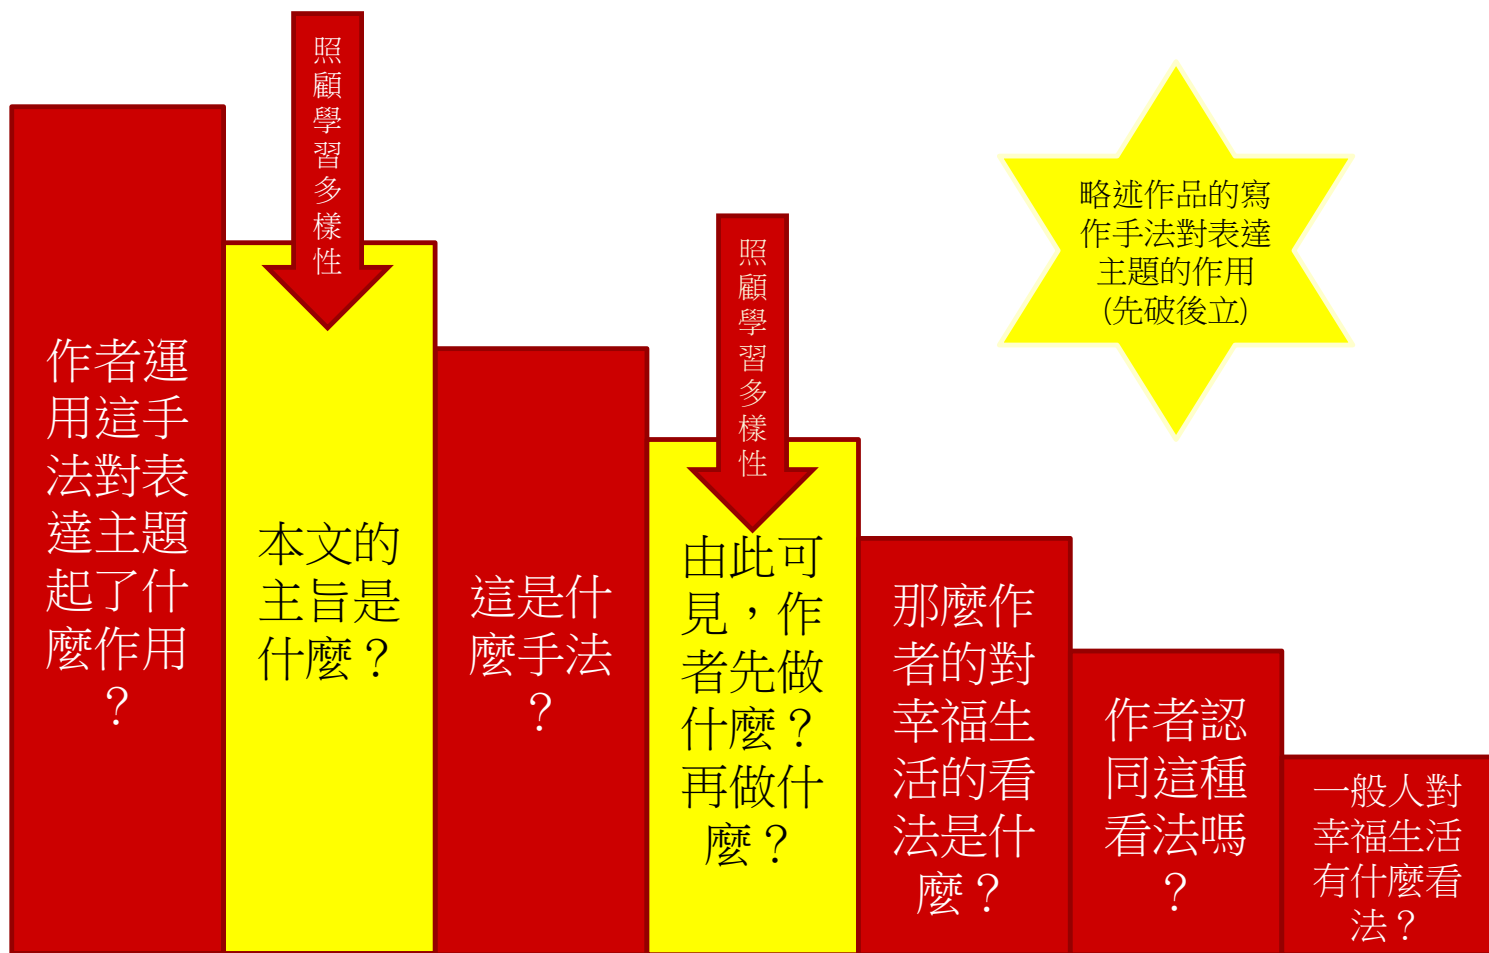 照
顧
學
習
多
樣
性
照
顧
學
習
多
樣
性
略述作品的寫
作手法對表達
主題的作用
(先破後立)
作者運
用這手
法對表
達主題
起了什
麼作用
？
本文的
主旨是
什麼？
這是什
麼手法
？
由此可
見，作
者先做
什麼？
再做什
麼？
那麼作
者的對
幸福生
活的看
法是什
麼？
作者認
同這種
看法嗎
？
一般人對
幸福生活
有什麼看
法？